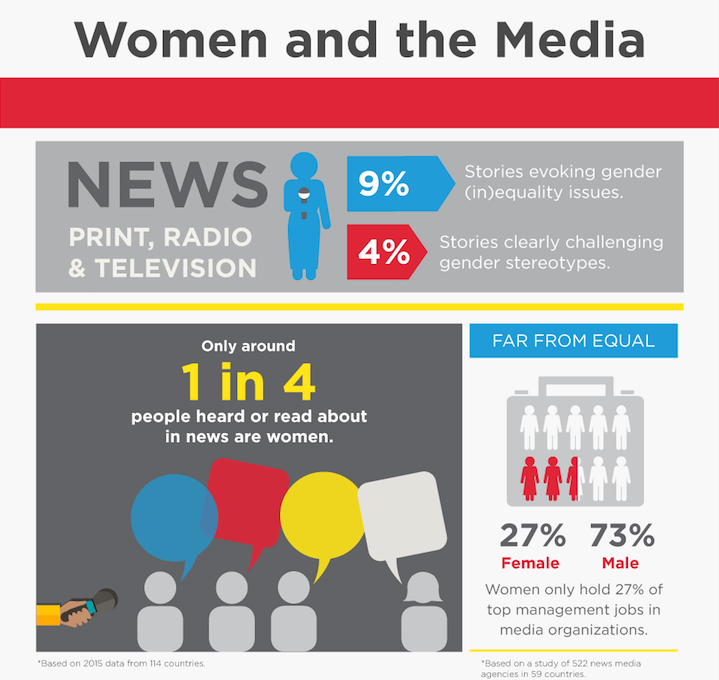 Women and the Media
NEWS
PRINT, RADIO
& TELEVISION
9%
Stories evoking gender
(in)equality issues.
4%
Stories clearly challenging
gender stereotypes.
Only around
1 in 4
people heard or read about
in news are women.
*Based on 2015 data from 114 countries.
FAR FROM EQUAL
27% 73%
Female Male
Women only hold 27% of
top management jobs in
media organizations.
*Based on a study of 522 news media
agencies in 59 countries.